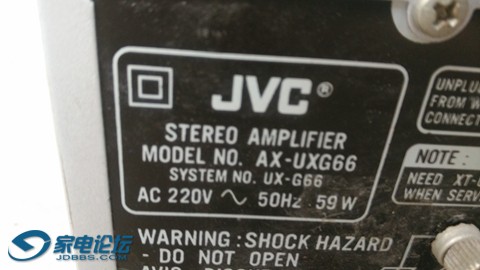 JVC®
STEREO AMPLIFIER
MODEL NO. AX-UXG66
SYSTEM NO. UX-G66
AC 220V ～ 50Hz 59W
WARNING : SHOCK HAZARD
- DO NOT OPEN
UNPLU
FROM W
CONNECT
NOTE :
NEED XT-
WHEN SERV
家电论坛
JDBBS.COM